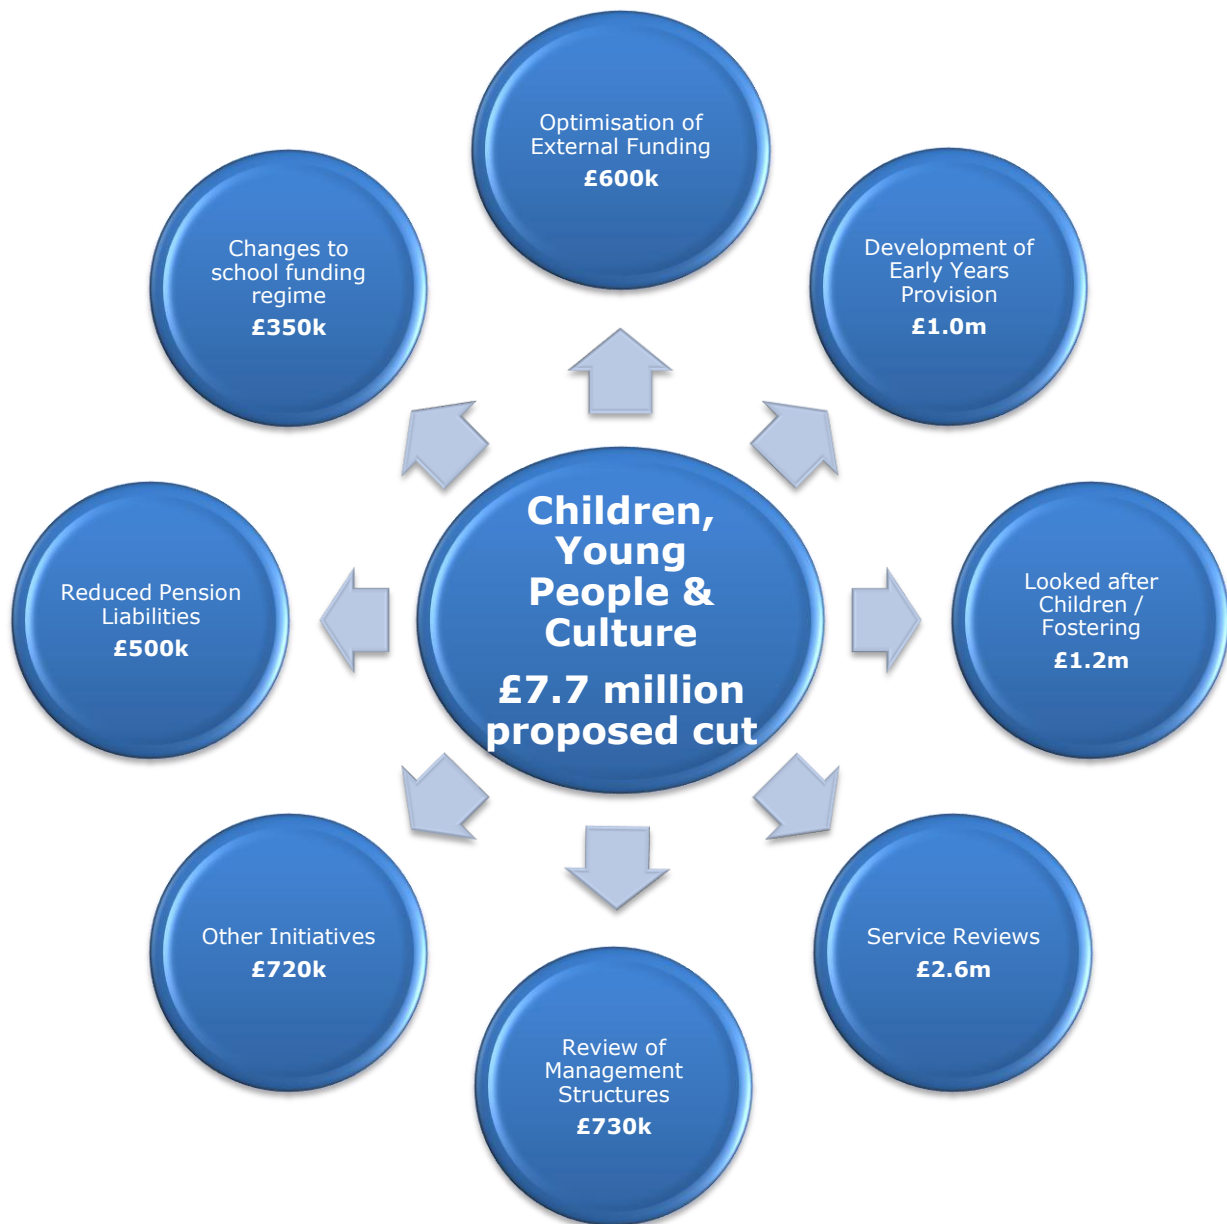 Optimisation of
External Funding
£600k
Development of
Early Years
Provision
£1.0m
Looked after
Children /
Fostering
£1.2m
Service Reviews
£2.6m
Review of
Management
Structures
£730k
Other Initiatives
£720k
Reduced Pension
Liabilities
£500k
Changes to
school funding
regime
£350k
Children,
Young
People &
Culture
£7.7 million
proposed cut